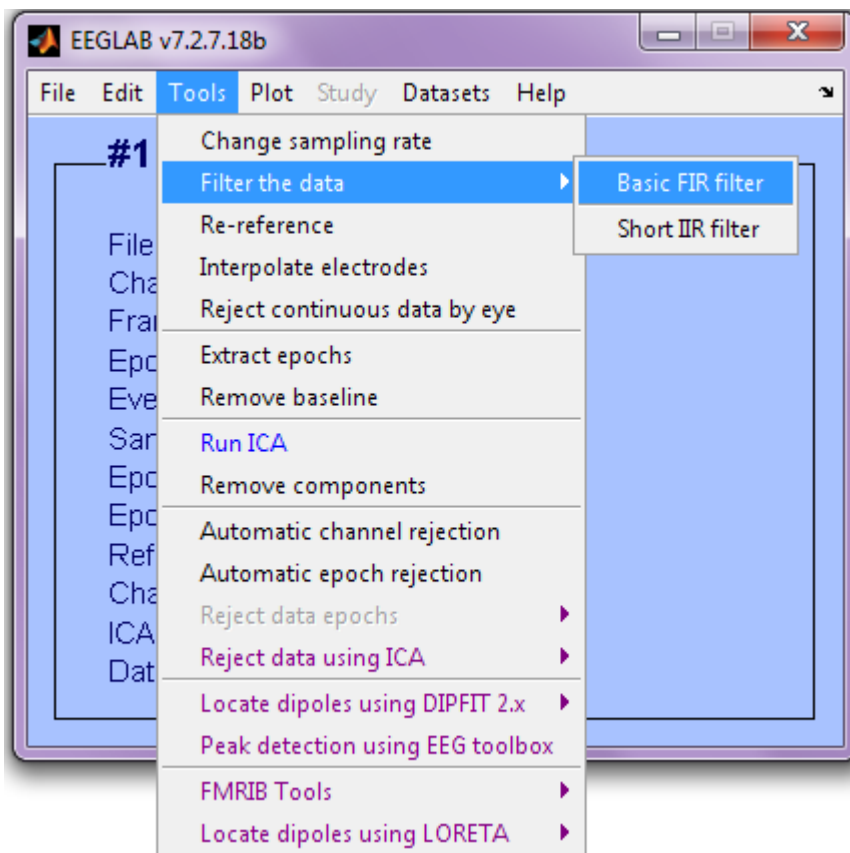 EEGLAB v7.2.7.18b
File Edit Tools Plot Study Datasets Help
#1
Change sampling rate
Filter the data
Basic FIR filter
Re-reference
Short IIR filter
File
Interpolate electrodes
Cha
Reject continuous data by eye
Fra
Extract epochs
Epo
Remove baseline
Eve
Run ICA
Sam
Remove components
Epo
Automatic channel rejection
Epo
Automatic epoch rejection
Ref
Reject data epochs
Cha
Reject data using ICA
ICA
Dat
Locate dipoles using DIPFIT 2.x
Peak detection using EEG toolbox
FMRIB Tools
Locate dipoles using LORETA